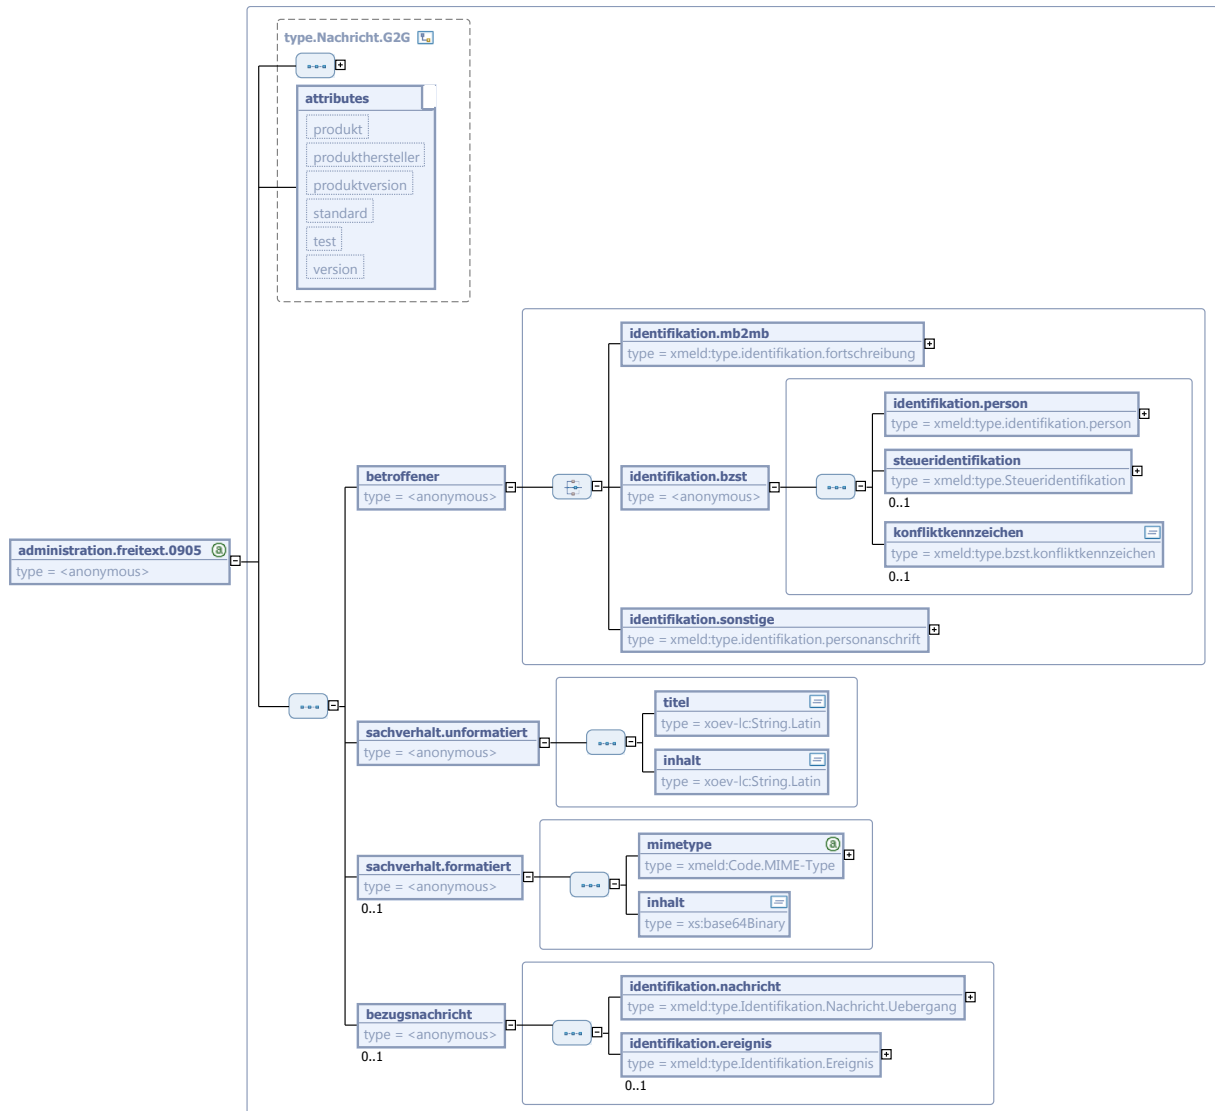 type.Nachricht.G2G
attributes
produkt
produkthersteller
produktversion
standard
test
version
identifikation.mb2mb
type = xmeld:type.identifikation.fortschreibung
identifikation.person
type = xmeld:type.identifikation.person
steueridentifikation
type = xmeld:type.Steueridentifikation
0..1
konfliktkennzeichen
type = xmeld:type.bzst.konfliktkennzeichen
0..1
betroffener
type = <anonymous>
identifikation.bzst
type = <anonymous>
administration.freitext.0905
type = <anonymous>
identifikation.sonstige
type = xmeld:type.identifikation.personanschrift
sachverhalt.unformatiert
type = <anonymous>
titel
type = xoev-lc:String.Latin
inhalt
type = xoev-lc:String.Latin
sachverhalt.formatiert
type = <anonymous>
0..1
mimetype
type = xmeld:Code.MIME-Type
inhalt
type = xs:base64Binary
bezugsnachricht
type = <anonymous>
0..1
identifikation.nachricht
type = xmeld:type.Identifikation.Nachricht.Uebergang
identifikation.ereignis
type = xmeld:type.Identifikation.Ereignis
0..1